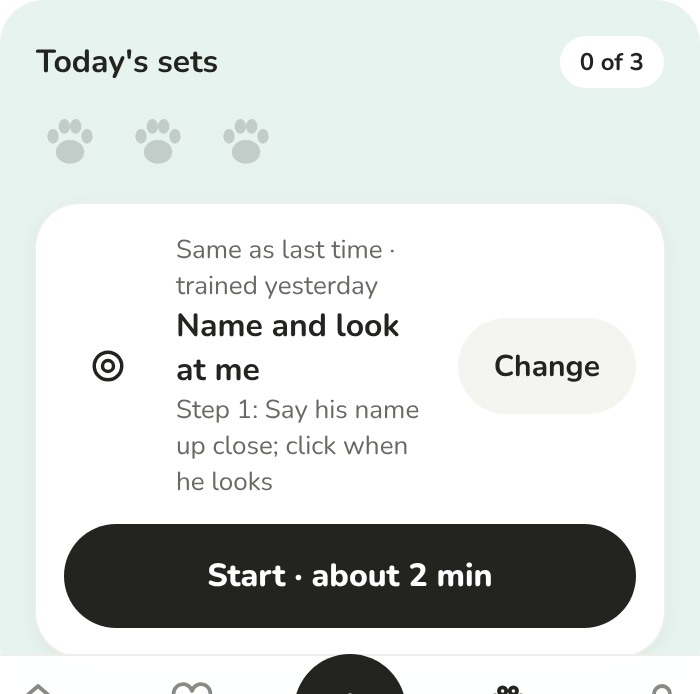 Today's sets
0 of 3
Same as last time ·
trained yesterday
Name and look
at me
Step 1: Say his name
up close; click when
he looks
Change
Start · about 2 min